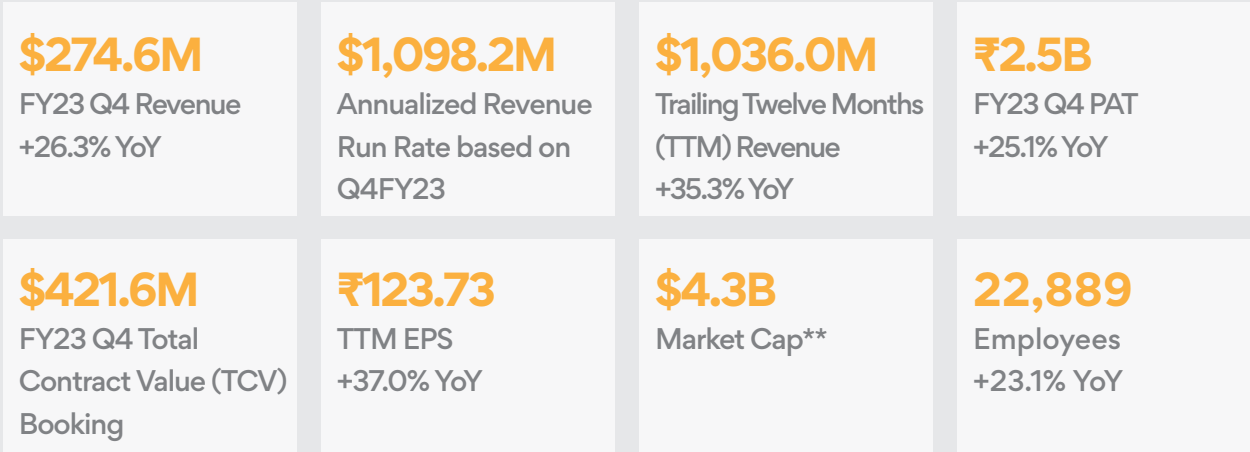 $274.6M
FY23 Q4 Revenue
+26.3% YoY
$1,098.2M
Annualized Revenue
Run Rate based on
Q4FY23
$1,036.0M
Trailing Twelve Months
(TTM) Revenue
+35.3% YoY
₹2.5B
FY23 Q4 PAT
+25.1% YoY
$421.6M
FY23 Q4 Total
Contract Value (TCV)
Booking
₹123.73
TTM EPS
+37.0% YoY
$4.3B
Market Cap**
22,889
Employees
+23.1% YoY